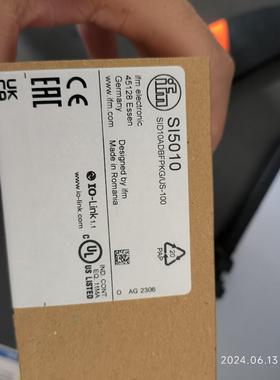 ifm
SI5010
SID10ADBFPKG/US-100
ifm electronic
45128 Essen
Germany
www.ifm.com
Designed by ifm
Made in Romania
IO-Link 1.1
www.io-link.com
CE
EAC
UK
CA
20
PAP
c UL US LISTED
IND. CONT.
EQ. 11MA
O AG 2306
2024.06.13